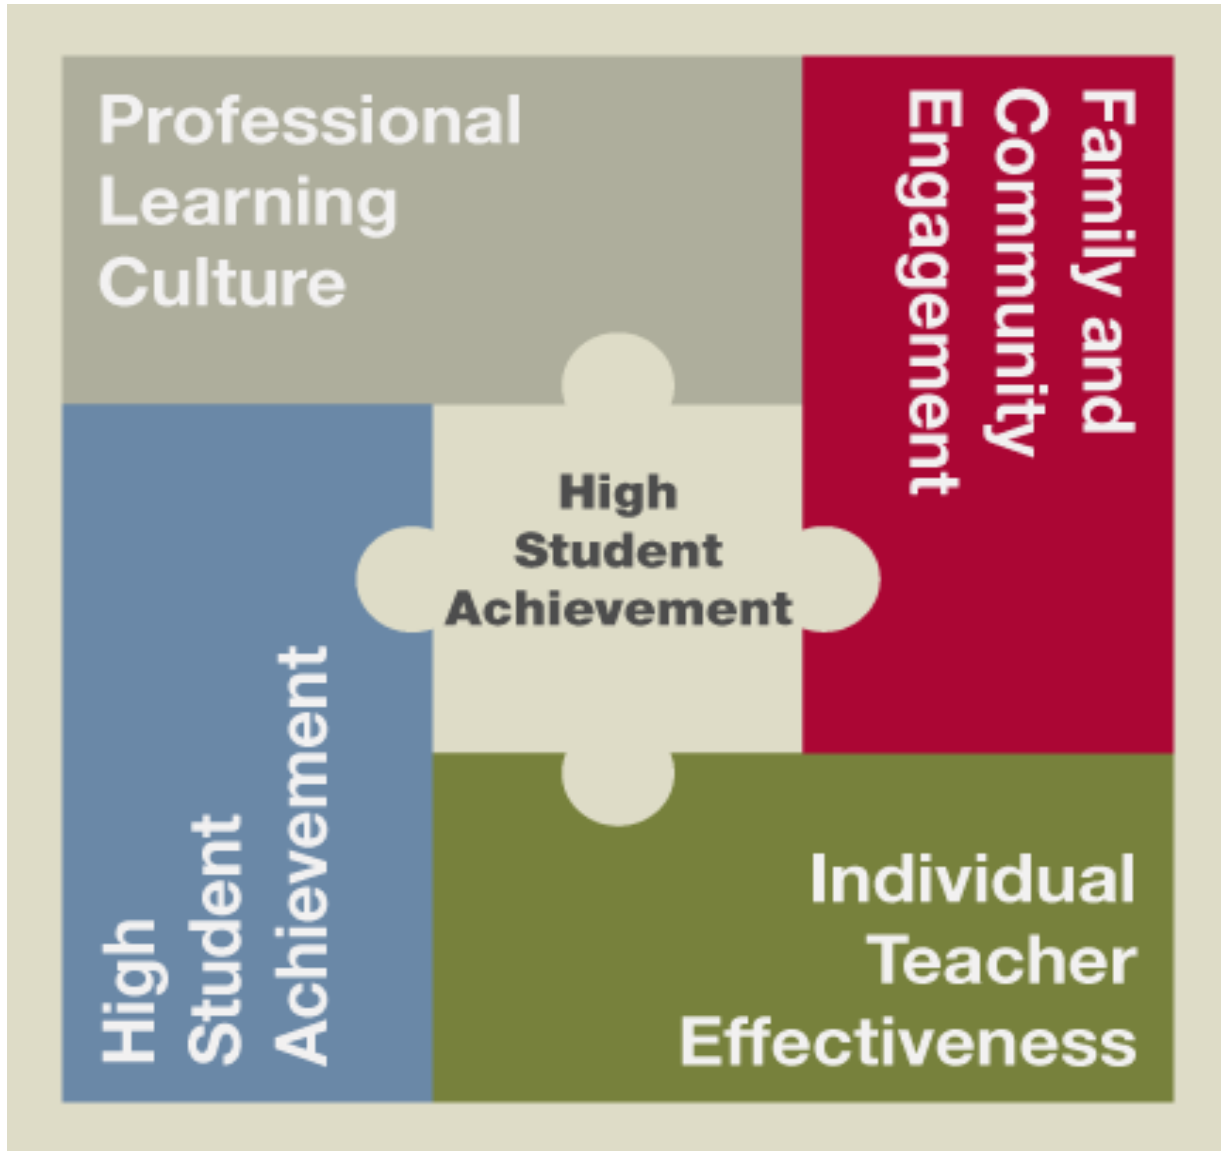 Professional
Learning
Culture
Family and
Community
Engagement
High
Student
Achievement
High
Student
Achievement
Individual
Teacher
Effectiveness